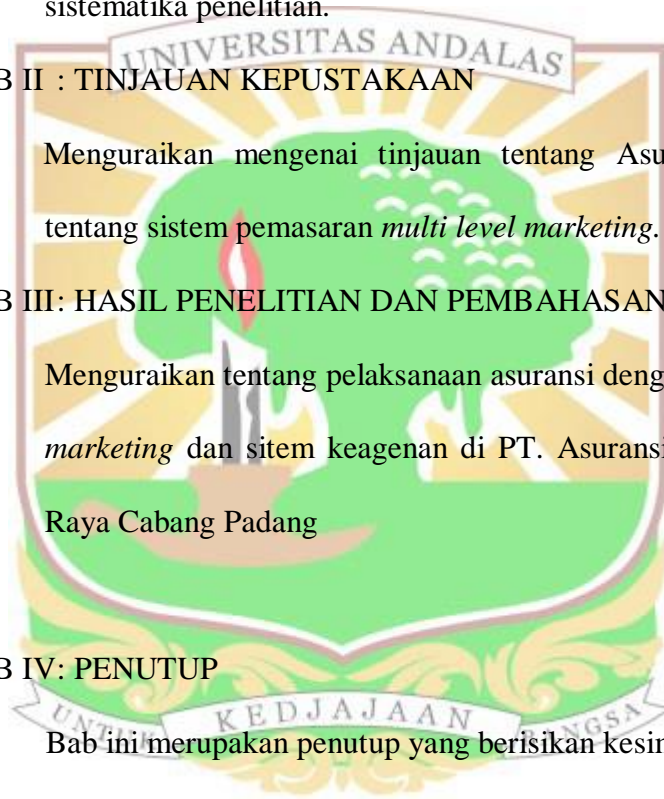 sistematika penelitian.
UNIVERSITAS ANDALAS
B II : TINJAUAN KEPUSTAKAAN
Menguraikan mengenai tinjauan tentang Asu
tentang sistem pemasaran multi level marketing.
B III: HASIL PENELITIAN DAN PEMBAHASAN
Menguraikan tentang pelaksanaan asuransi deng
marketing dan sitem keagenan di PT. Asuransi
Raya Cabang Padang
B IV: PENUTUP
UNTUK KEDJAJAAN BANGSA
Bab ini merupakan penutup yang berisikan kesin